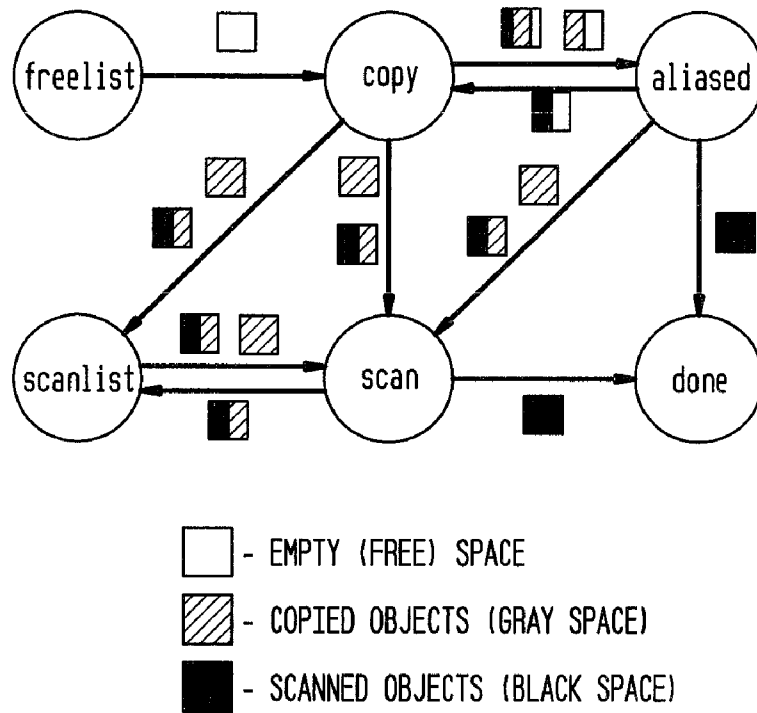 freelist
copy
aliased
scanlist
scan
done
- EMPTY (FREE) SPACE
- COPIED OBJECTS (GRAY SPACE)
- SCANNED OBJECTS (BLACK SPACE)